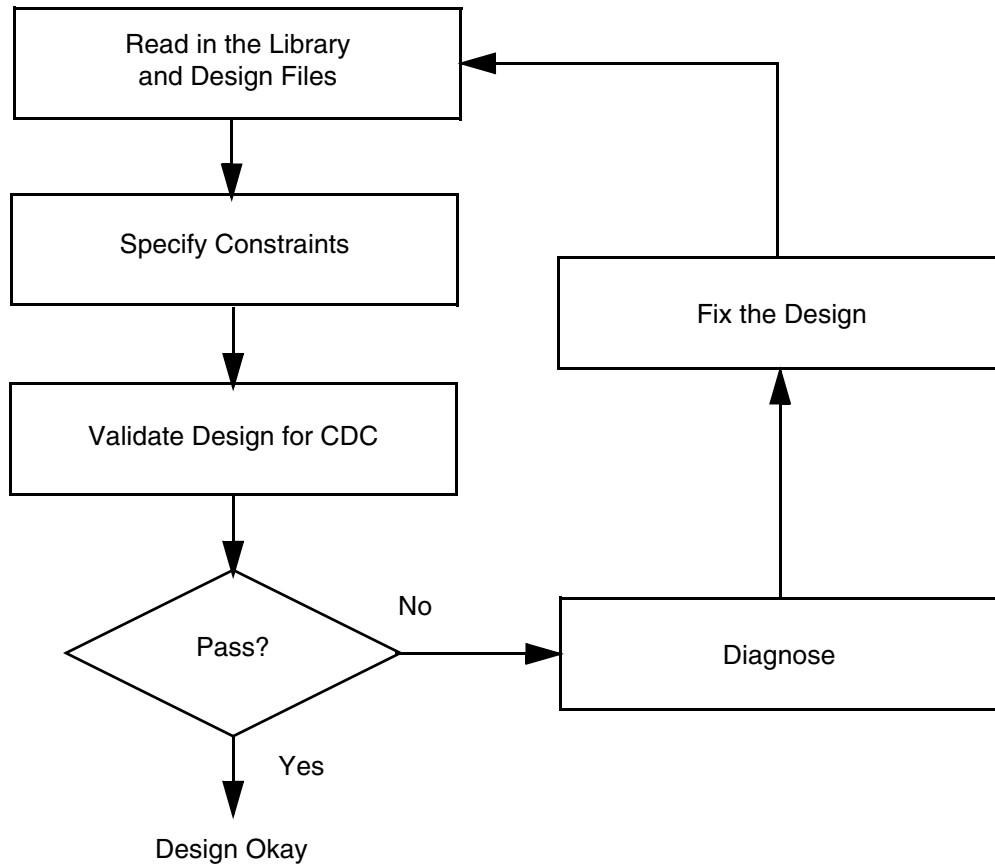 Read in the Library
and Design Files
Specify Constraints
Fix the Design
Validate Design for CDC
No
Pass?
Diagnose
Yes
Design Okay